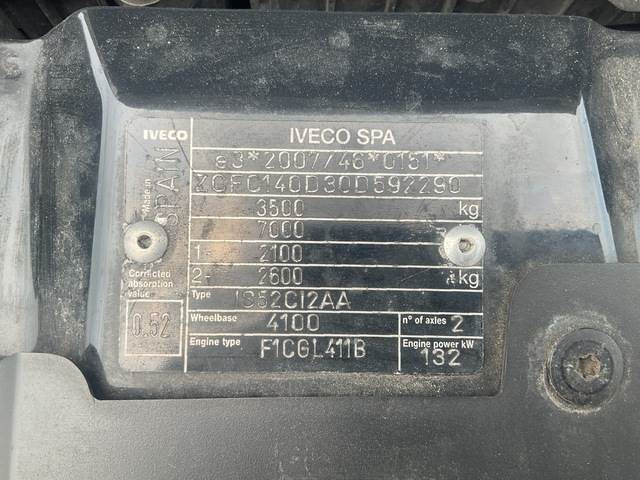 IVECO
IVECO SPA
Made in SPAIN
e3*2007/46*0151*
ZCFC140D30D592290
3500 kg
7000
1- 2100
2- 2600 kg
Corrected
absorption
value
0.52
Type IS52CI2AA
Wheelbase 4100
n° of axles 2
Engine type F1CGL411B
Engine power kW
132